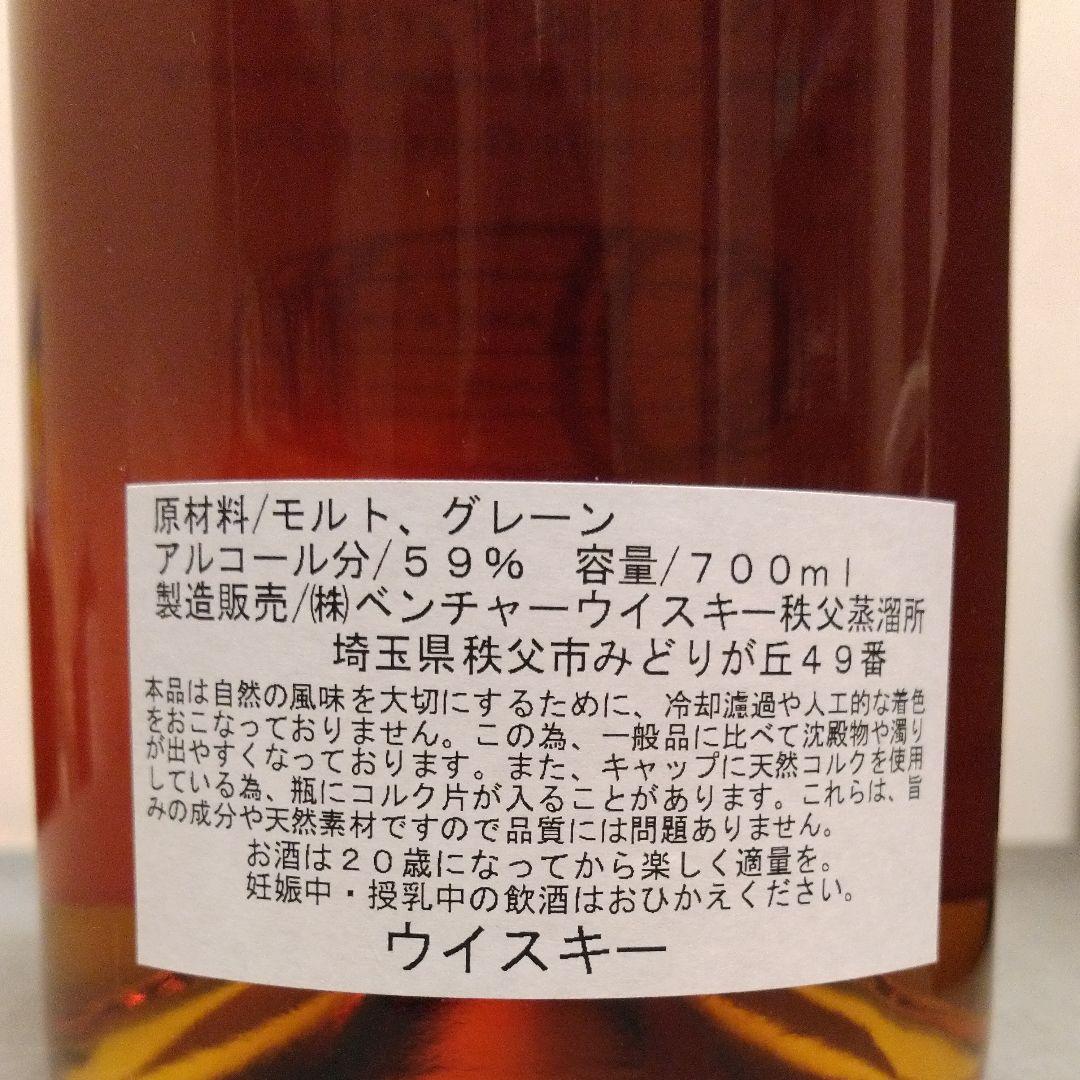 原材料/モルト、グレーン
アルコール分/５９％　容量/７００ｍｌ
製造販売/㈱ベンチャーウイスキー秩父蒸溜所
埼玉県秩父市みどりが丘４９番
本品は自然の風味を大切にするために、冷却濾過や人工的な着色
をおこなっておりません。この為、一般品に比べて沈殿物や濁り
が出やすくなっております。また、キャップに天然コルクを使用
している為、瓶にコルク片が入ることがあります。これらは、旨
みの成分や天然素材ですので品質には問題ありません。
お酒は２０歳になってから楽しく適量を。
妊娠中・授乳中の飲酒はおひかえください。
ウイスキー